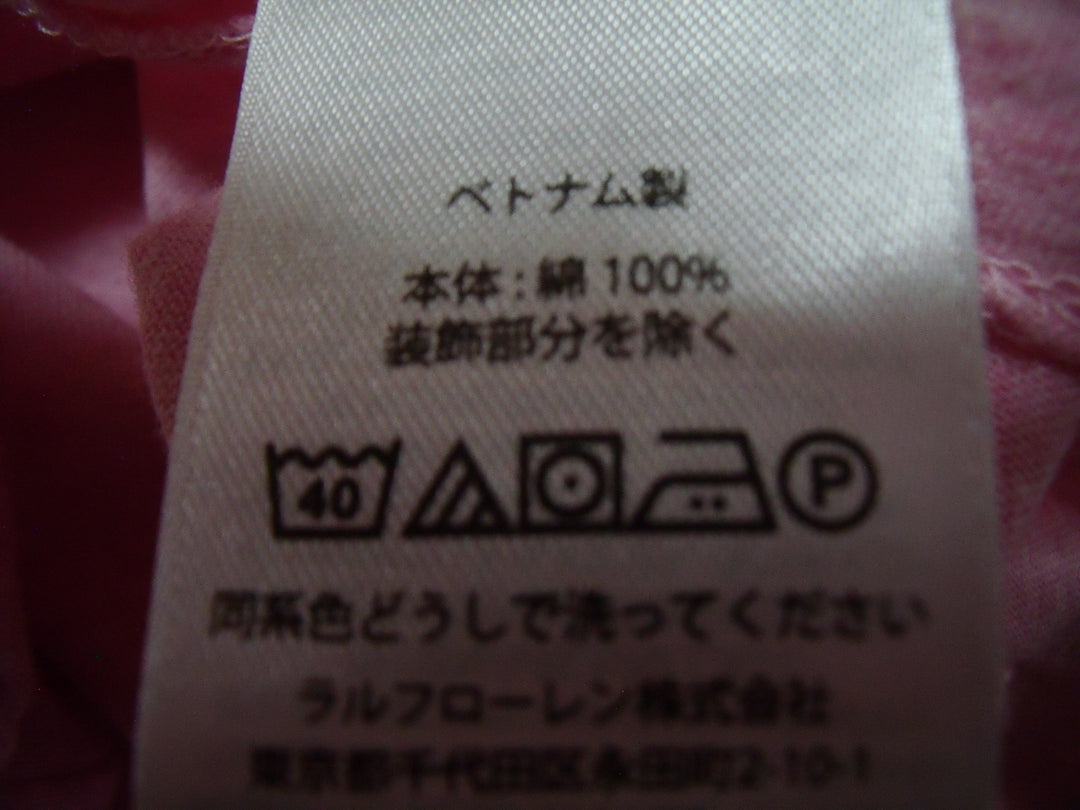 ベトナム製
本体:綿 100%
装飾部分を除く
40 P
同系色どうしで洗ってください
ラルフローレン株式会社
東京都千代田区永田町2-10-1